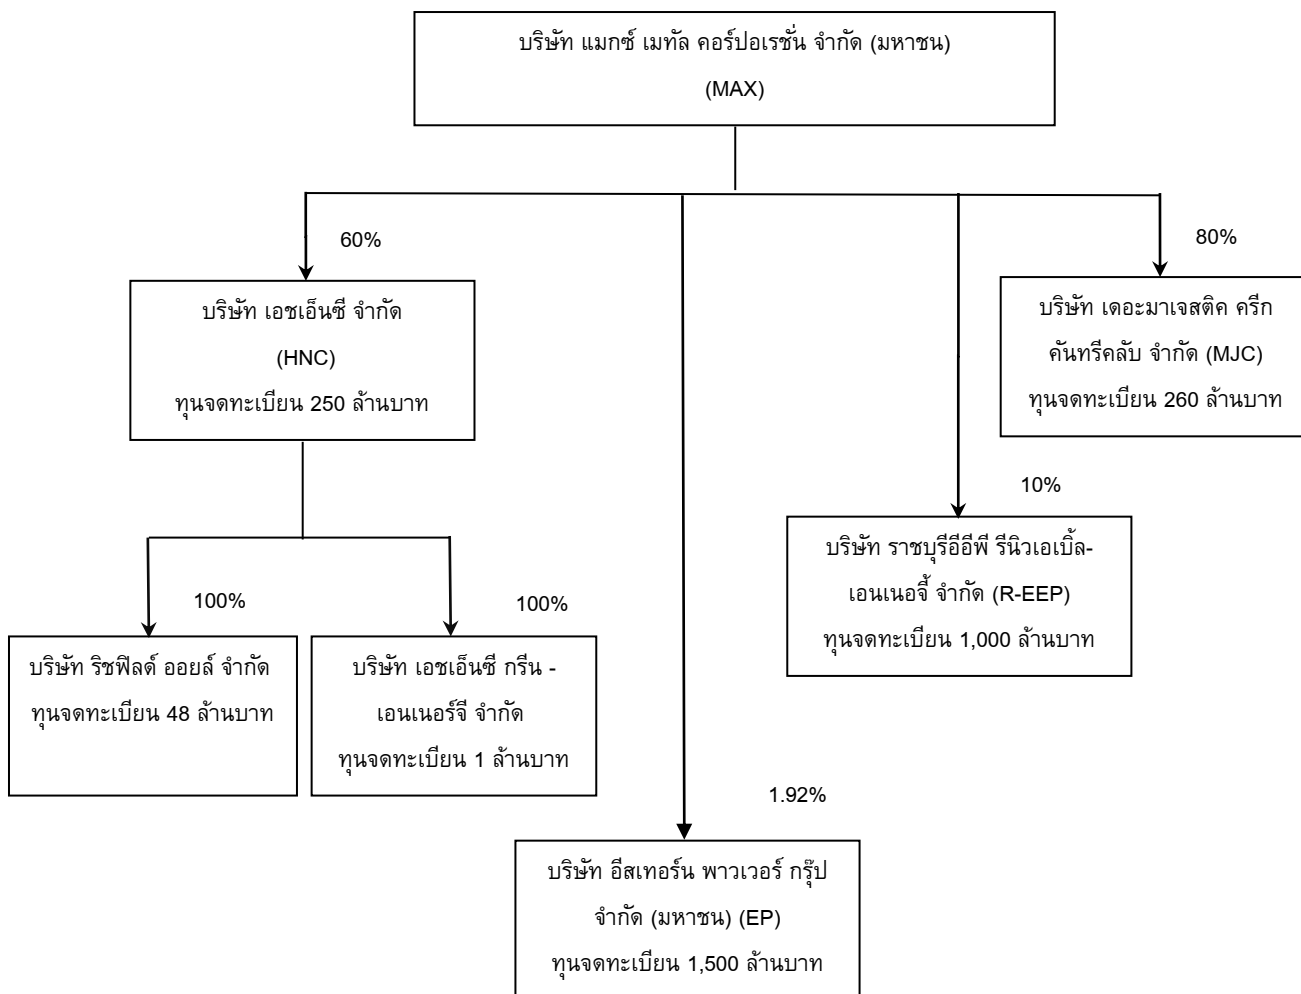 บริษัท แมกซ์ เมทัล คอร์ปอเรชั่น จำกัด (มหาชน)
(MAX)
60%
80%
บริษัท เอชเอ็นซี จำกัด
(HNC)
ทุนจดทะเบียน 250 ล้านบาท
บริษัท เดอะมาเจสติค ครีก
คันทรีคลับ จำกัด (MJC)
ทุนจดทะเบียน 260 ล้านบาท
10%
บริษัท ราชบุรีอีอีพี รีนิวเอเบิ้ล-
เอนเนอจี้ จำกัด (R-EEP)
ทุนจดทะเบียน 1,000 ล้านบาท
100%
100%
บริษัท ริชฟิลด์ ออยล์ จำกัด
ทุนจดทะเบียน 48 ล้านบาท
บริษัท เอชเอ็นซี กรีน -
เอนเนอร์จี จำกัด
ทุนจดทะเบียน 1 ล้านบาท
1.92%
บริษัท อีสเทอร์น พาวเวอร์ กรุ๊ป
จำกัด (มหาชน) (EP)
ทุนจดทะเบียน 1,500 ล้านบาท